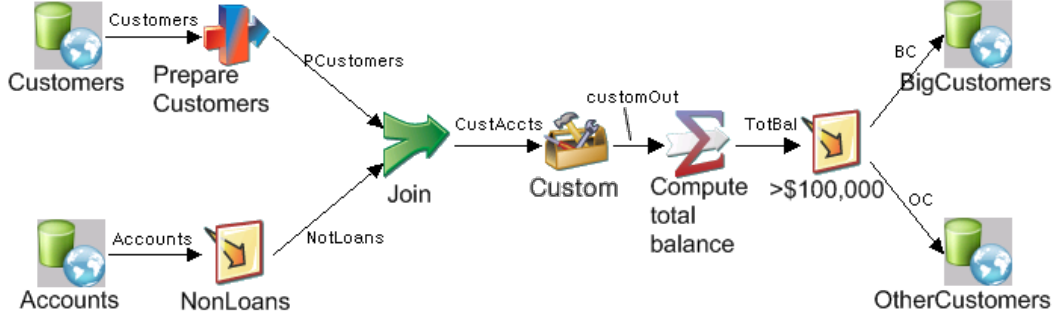 Customers
Customers
Prepare
Customers
PCustomers
Accounts
Accounts
NonLoans
NotLoans
Join
CustAccts
Custom
customOut
Compute
total
balance
TotBal
>$100,000
BC
BigCustomers
OC
OtherCustomers